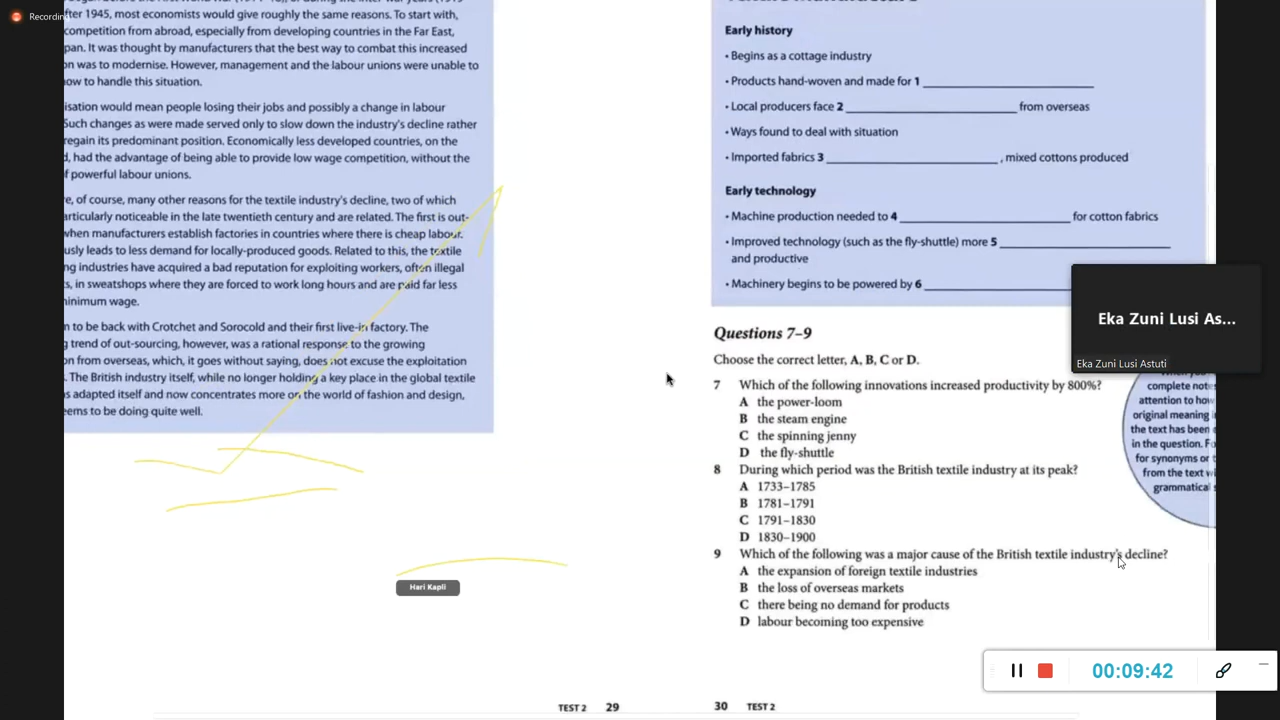 Recording
fter 1945, most economists would give roughly the same reasons. To start with,
competition from abroad, especially from developing countries in the Far East,
pan. It was thought by manufacturers that the best way to combat this increased
on was to modernise. However, management and the labour unions were unable to
ow to handle this situation.
isation would mean people losing their jobs and possibly a change in labour
Such changes as were made served only to slow down the industry's decline rather
regain its predominant position. Economically less developed countries, on the
d, had the advantage of being able to provide low wage competition, without the
f powerful labour unions.
re, of course, many other reasons for the textile industry's decline, two of which
articularly noticeable in the late twentieth century and are related. The first is out-
when manufacturers establish factories in countries where there is cheap labour.
usly leads to less demand for locally-produced goods. Related to this, the textile
ng industries have acquired a bad reputation for exploiting workers, often illegal
s, in sweatshops where they are forced to work long hours and are paid far less
inimum wage.
n to be back with Crotchet and Sorocold and their first live-in factory. The
g trend of out-sourcing, however, was a rational response to the growing
on from overseas, which, it goes without saying, does not excuse the exploitation
. The British industry itself, while no longer holding a key place in the global textile
s adapted itself and now concentrates more on the world of fashion and design,
eems to be doing quite well.
Hari Kapli
TEST 2 29
Early history
• Begins as a cottage industry
• Products hand-woven and made for 1
• Local producers face 2 from overseas
• Ways found to deal with situation
• Imported fabrics 3 , mixed cottons produced
Early technology
• Machine production needed to 4 for cotton fabrics
• Improved technology (such as the fly-shuttle) more 5
and productive
• Machinery begins to be powered by 6
Questions 7–9
Choose the correct letter, A, B, C or D.
7 Which of the following innovations increased productivity by 800%?
A the power-loom
B the steam engine
C the spinning jenny
D the fly-shuttle
8 During which period was the British textile industry at its peak?
A 1733–1785
B 1781–1791
C 1791–1830
D 1830–1900
9 Which of the following was a major cause of the British textile industry's decline?
A the expansion of foreign textile industries
B the loss of overseas markets
C there being no demand for products
D labour becoming too expensive
30 TEST 2
Eka Zuni Lusi As...
Eka Zuni Lusi Astuti
complete note
attention to how
original meaning
the text has been
in the question. Fo
for synonyms or
from the text
grammatical
00:09:42